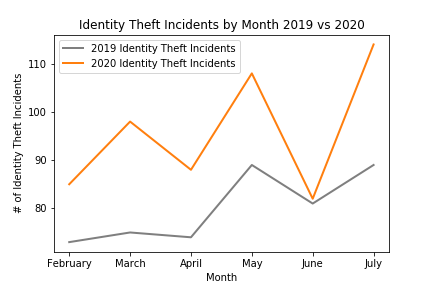 Identity Theft Incidents by Month 2019 vs 2020
2019 Identity Theft Incidents
2020 Identity Theft Incidents
# of Identity Theft Incidents
110
100
90
80
February March April May June July
Month